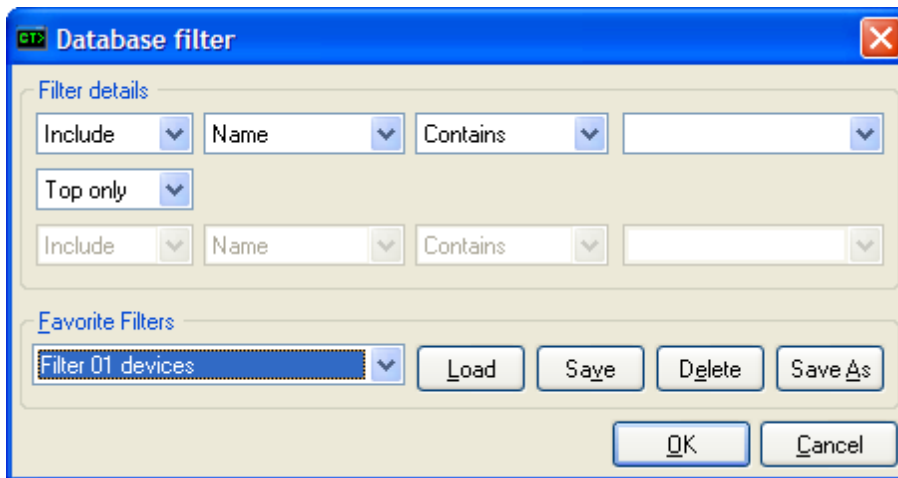 CT> Database filter
Filter details
Include Name Contains
Top only
Include Name Contains
Favorite Filters
Filter 01 devices Load Save Delete Save As
OK Cancel